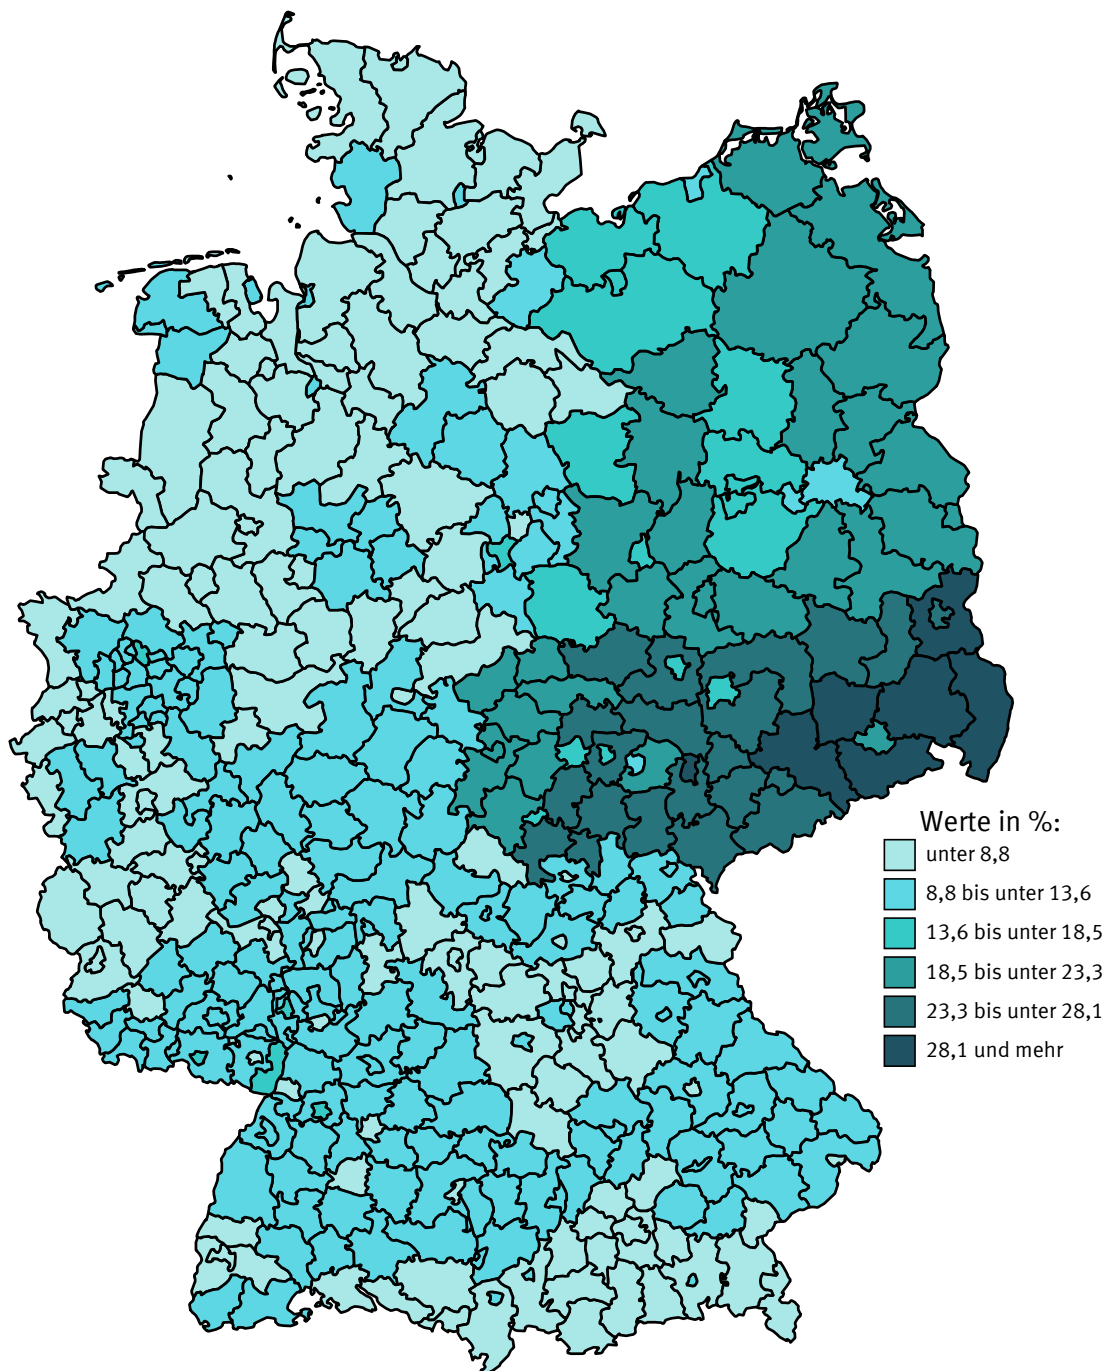 Werte in %:
unter 8,8
8,8 bis unter 13,6
13,6 bis unter 18,5
18,5 bis unter 23,3
23,3 bis unter 28,1
28,1 und mehr